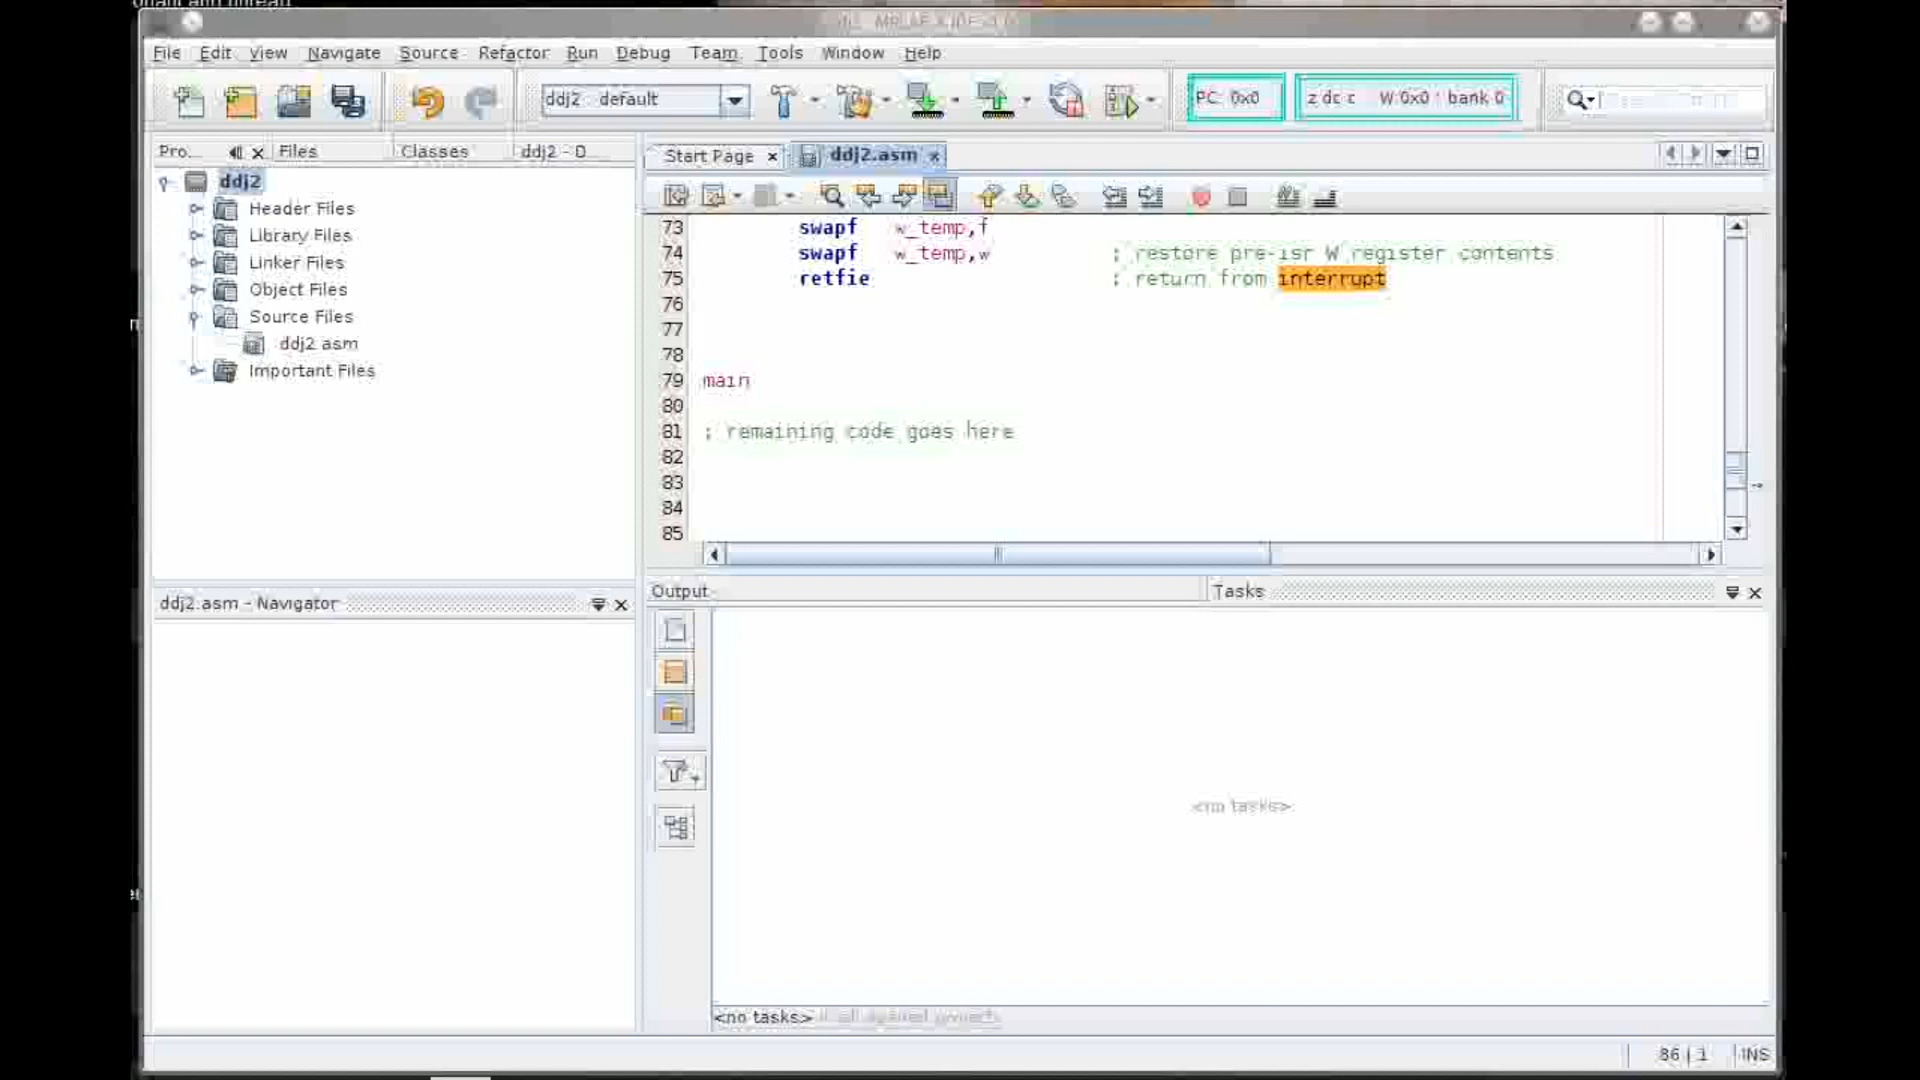 File Edit View Navigate Source Refactor Run Debug Team Tools Window Help
ddj2 default
PC: 0x0
z dc c W:0x0 : bank 0
Pro... Files Classes ddj2 - D...
Start Page ddj2.asm
ddj2
Header Files
Library Files
Linker Files
Object Files
Source Files
ddj2.asm
Important Files
73 swapf w_temp,f
74 swapf w_temp,w ; restore pre-isr W register contents
75 retfie ; return from interrupt
76
77
78
79 main
80
81 ; remaining code goes here
82
83
84
85
ddj2.asm - Navigator
Output
Tasks
<no tasks>
<no tasks>
86 | 1 INS